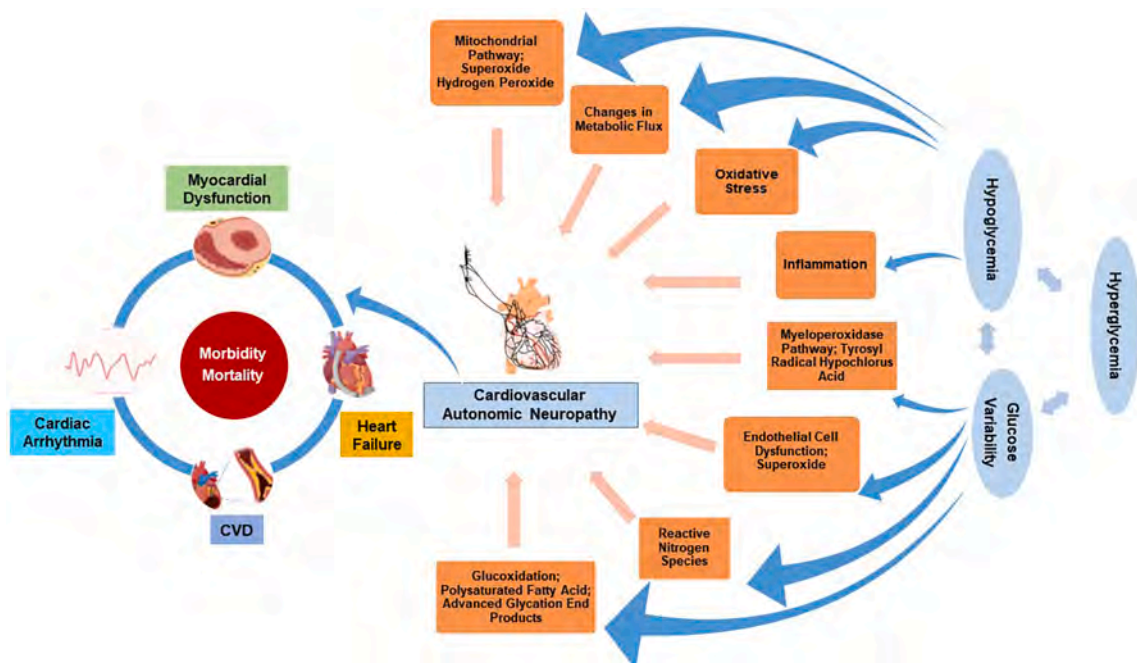 Mitochondrial
Pathway;
Superoxide
Hydrogen Peroxide
Changes in
Metabolic Flux
Oxidative
Stress
Inflammation
Myeloperoxidase
Pathway; Tyrosyl
Radical Hypochlorus
Acid
Endothelial Cell
Dysfunction;
Superoxide
Reactive
Nitrogen
Species
Glucoxidation;
Polysaturated Fatty Acid;
Advanced Glycation End
Products
Hypoglycemia
Hyperglycemia
Glucose
Variability
Cardiovascular
Autonomic Neuropathy
Myocardial
Dysfunction
Morbidity
Mortality
Cardiac
Arrhythmia
Heart
Failure
CVD